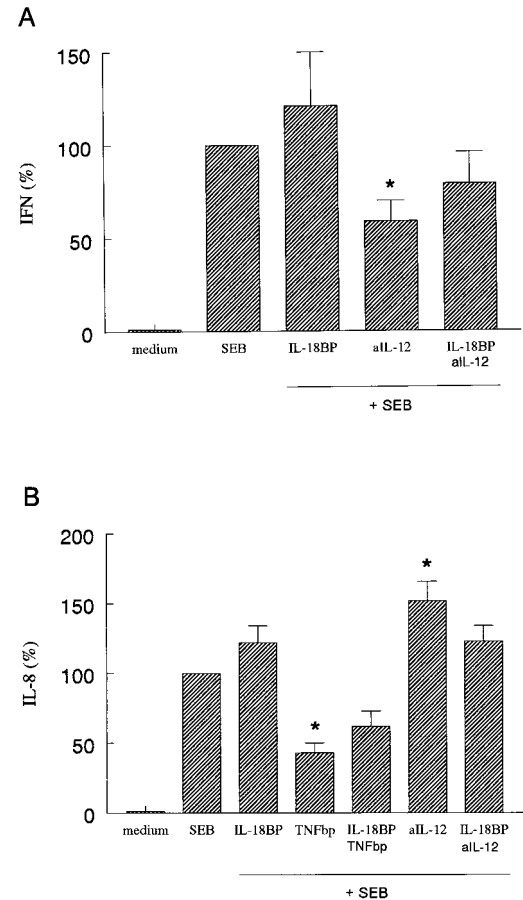 A
IFN (%)
150
100
50
0
*
medium SEB IL-18BP aIL-12 IL-18BP
aIL-12
+ SEB
B
IL-8 (%)
200
150
100
50
0
*
*
medium SEB IL-18BP TNFbp IL-18BP aIL-12 IL-18BP
TNFbp aIL-12
+ SEB